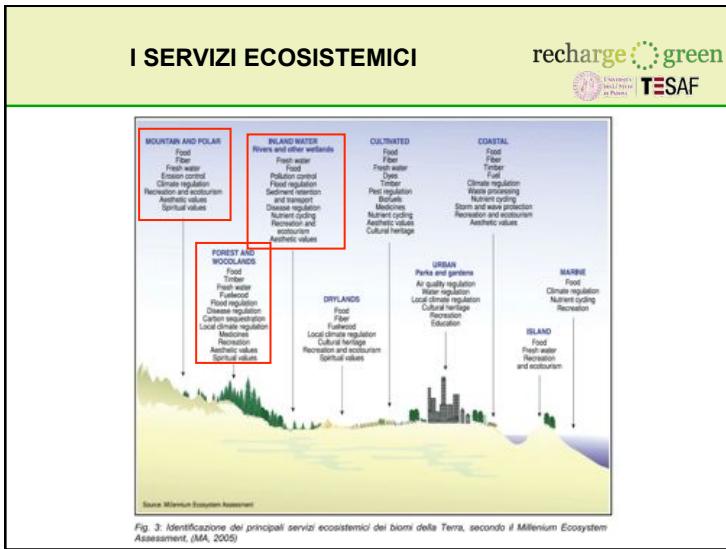 I SERVIZI ECOSISTEMICI
recharge green
UNIVERSITÀ
DEGLI STUDI
DI PADOVA
TESAF
MOUNTAIN AND POLAR
Food
Fiber
Fresh water
Erosion control
Climate regulation
Recreation and ecotourism
Aesthetic values
Spiritual values
INLAND WATER
Rivers and other wetlands
Fresh water
Food
Pollution control
Flood regulation
Sediment retention
and transport
Disease regulation
Nutrient cycling
Recreation and
ecotourism
Aesthetic values
CULTIVATED
Food
Fiber
Fresh water
Dyes
Timber
Pest regulation
Biofuels
Medicines
Nutrient cycling
Aesthetic values
Cultural heritage
COASTAL
Food
Fiber
Timber
Fuel
Climate regulation
Waste processing
Nutrient cycling
Storm and wave protection
Recreation and ecotourism
Aesthetic values
FOREST AND
WOODLANDS
Food
Timber
Fresh water
Fuelwood
Flood regulation
Disease regulation
Carbon sequestration
Local climate regulation
Medicines
Recreation
Aesthetic values
Spiritual values
DRYLANDS
Food
Fiber
Fuelwood
Local climate regulation
Cultural heritage
Recreation and ecotourism
Spiritual values
URBAN
Parks and gardens
Air quality regulation
Water regulation
Local climate regulation
Cultural heritage
Recreation
Education
MARINE
Food
Climate regulation
Nutrient cycling
Recreation
ISLAND
Food
Fresh water
Recreation
and ecotourism
Source: Millennium Ecosystem Assessment
Fig. 3: Identificazione dei principali servizi ecosistemici dei biomi della Terra, secondo il Millenium Ecosystem
Assessment, (MA, 2005)